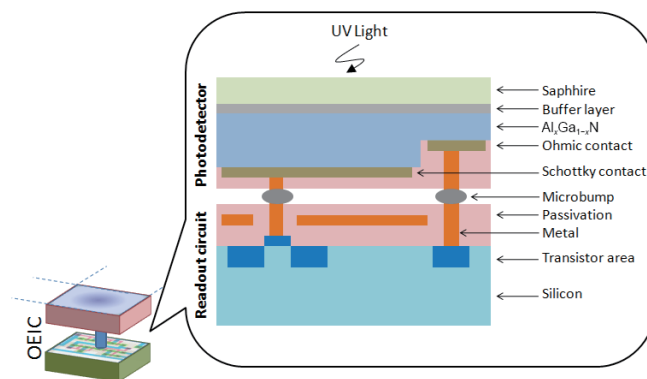 UV Light
Photodetector
Saphhire
Buffer layer
AlxGa1-xN
Ohmic contact
Schottky contact
Microbump
Readout circuit
Passivation
Metal
Transistor area
Silicon
OEIC